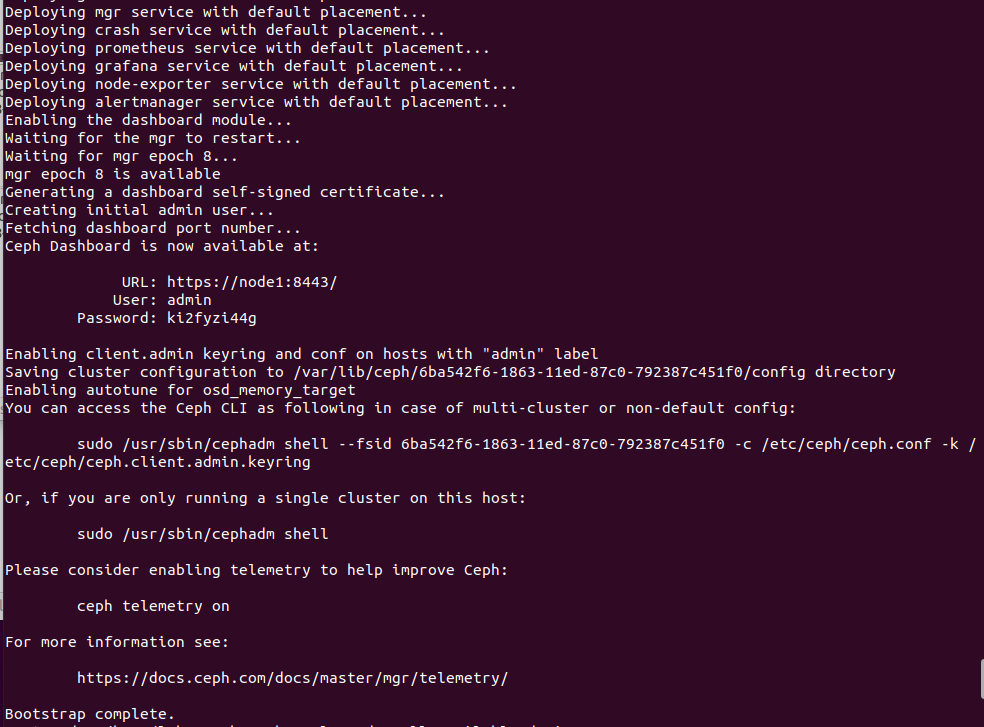 Deploying mgr service with default placement...
Deploying crash service with default placement...
Deploying prometheus service with default placement...
Deploying grafana service with default placement...
Deploying node-exporter service with default placement...
Deploying alertmanager service with default placement...
Enabling the dashboard module...
Waiting for the mgr to restart...
Waiting for mgr epoch 8...
mgr epoch 8 is available
Generating a dashboard self-signed certificate...
Creating initial admin user...
Fetching dashboard port number...
Ceph Dashboard is now available at:
URL: https://node1:8443/
User: admin
Password: ki2fyzi44g
Enabling client.admin keyring and conf on hosts with "admin" label
Saving cluster configuration to /var/lib/ceph/6ba542f6-1863-11ed-87c0-792387c451f0/config directory
Enabling autotune for osd_memory_target
You can access the Ceph CLI as following in case of multi-cluster or non-default config:
sudo /usr/sbin/cephadm shell --fsid 6ba542f6-1863-11ed-87c0-792387c451f0 -c /etc/ceph/ceph.conf -k /
etc/ceph/ceph.client.admin.keyring
Or, if you are only running a single cluster on this host:
sudo /usr/sbin/cephadm shell
Please consider enabling telemetry to help improve Ceph:
ceph telemetry on
For more information see:
https://docs.ceph.com/docs/master/mgr/telemetry/
Bootstrap complete.